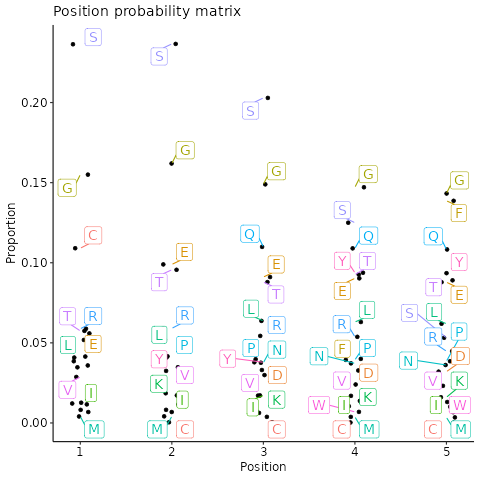 Position probability matrix
Proportion
0.20
0.15
0.10
0.05
0.00
S
G
C
T R
L E
V I
M
S
G
E
T
R
L P
Y V
K I
M C
S
G
Q
E
T
L R
P N
Y
D
V
K
I
C
G
S
Q
Y T
E
L
R
F P
N
D
V
K
W I
C M
G
F
Q
Y
T E
S L
P
R
D
N
V K
I W
C M
1 2 3 4 5
Position